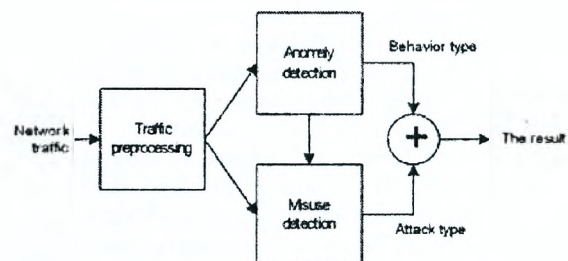 Anomaly
detection
Behavior type
Network
traffic
Traffic
preprocessing
+
The result
Misuse
detection
Attack type